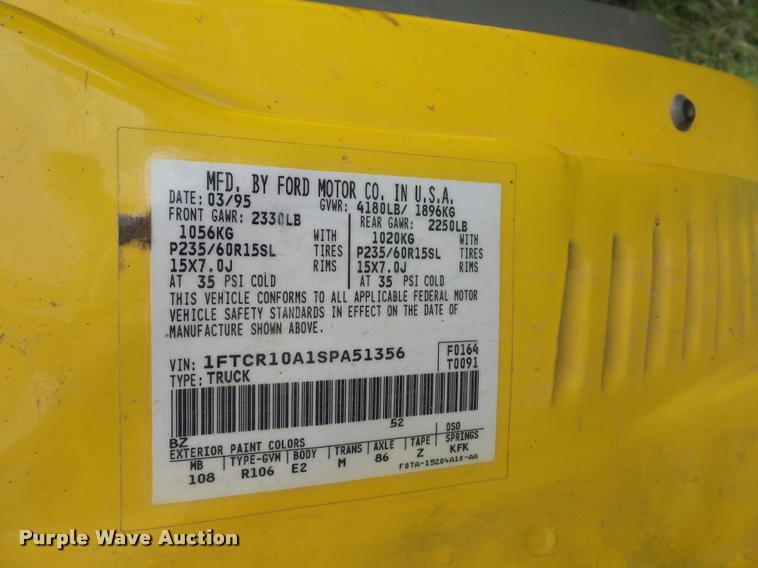 MFD. BY FORD MOTOR CO. IN U.S.A.
DATE: 03/95 GVWR: 4180LB/ 1896KG
FRONT GAWR: 2330LB REAR GAWR: 2250LB
1056KG WITH 1020KG WITH
P235/60R15SL TIRES P235/60R15SL TIRES
15X7.0J RIMS 15X7.0J RIMS
AT 35 PSI COLD AT 35 PSI COLD
THIS VEHICLE CONFORMS TO ALL APPLICABLE FEDERAL MOTOR
VEHICLE SAFETY STANDARDS IN EFFECT ON THE DATE OF
MANUFACTURE SHOWN ABOVE.
VIN: 1FTCR10A1SPA51356 F0164
TYPE: TRUCK T0091
BZ 52
EXTERIOR PAINT COLORS DSO
WB TYPE-GVM BODY TRANS AXLE TAPE SPRINGS
108 R106 E2 M 86 Z KFK
F0TA-15204A10-AA
Purple Wave Auction